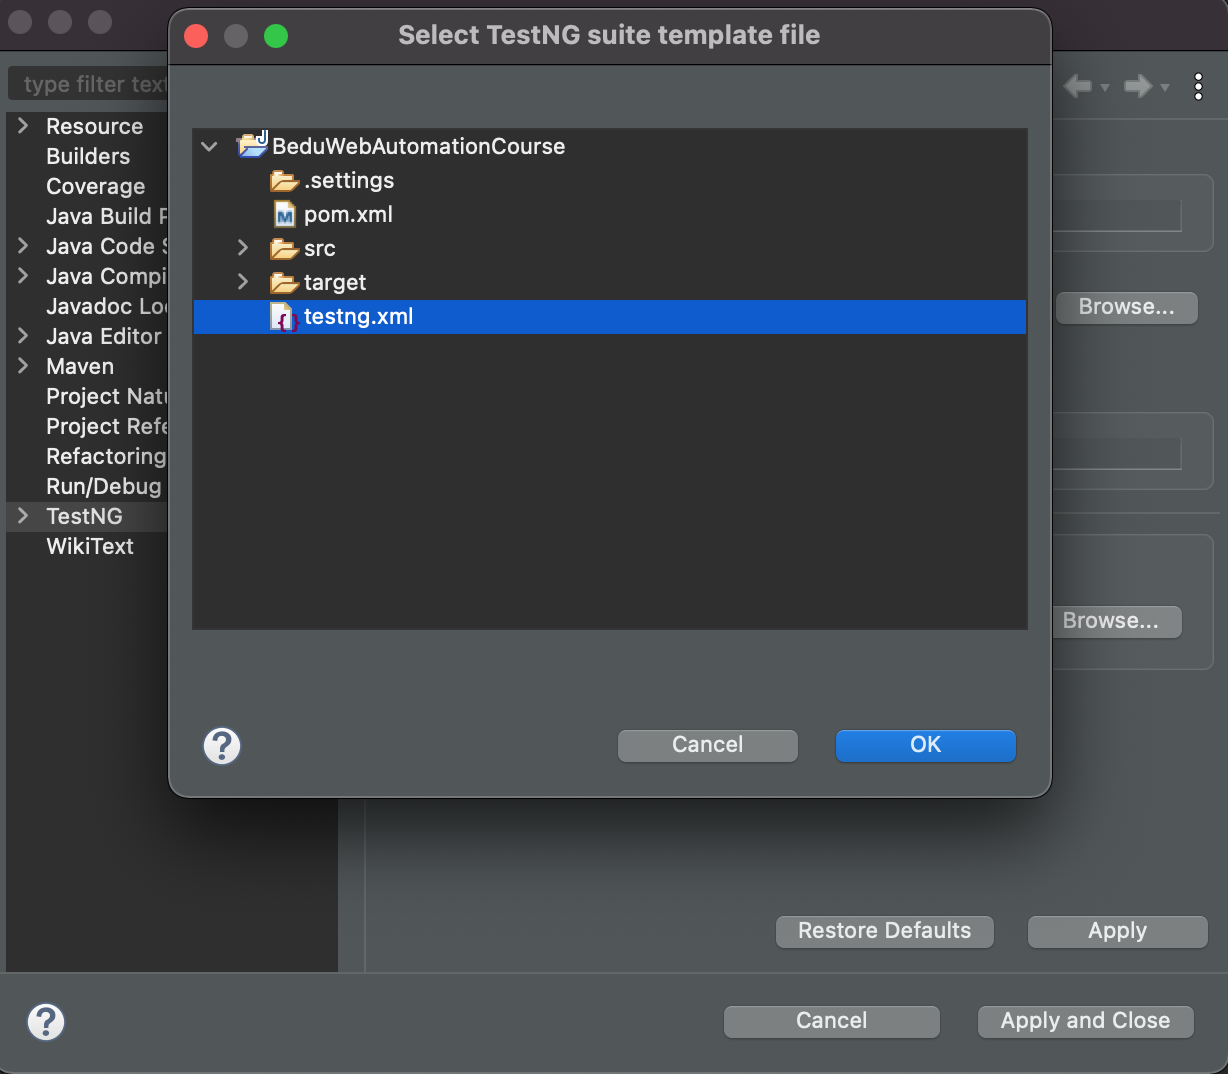 Select TestNG suite template file
type filter text
Resource
Builders
Coverage
Java Build P
Java Code S
Java Compi
Javadoc Loc
Java Editor
Maven
Project Natu
Project Refe
Refactoring
Run/Debug
TestNG
WikiText
BeduWebAutomationCourse
.settings
pom.xml
src
target
testng.xml
Browse...
Browse...
?
Cancel
OK
Restore Defaults
Apply
?
Cancel
Apply and Close